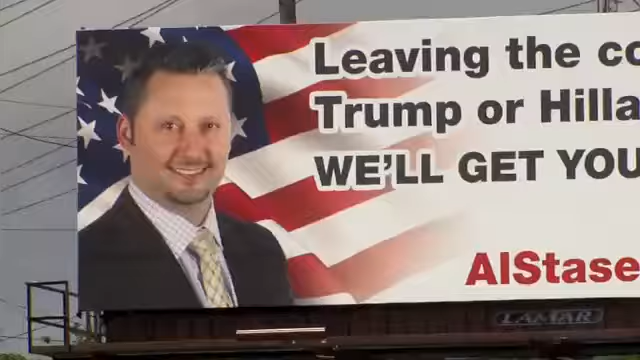 Leaving the co
Trump or Hilla
WE'LL GET YOU
AlStase
LAMAR